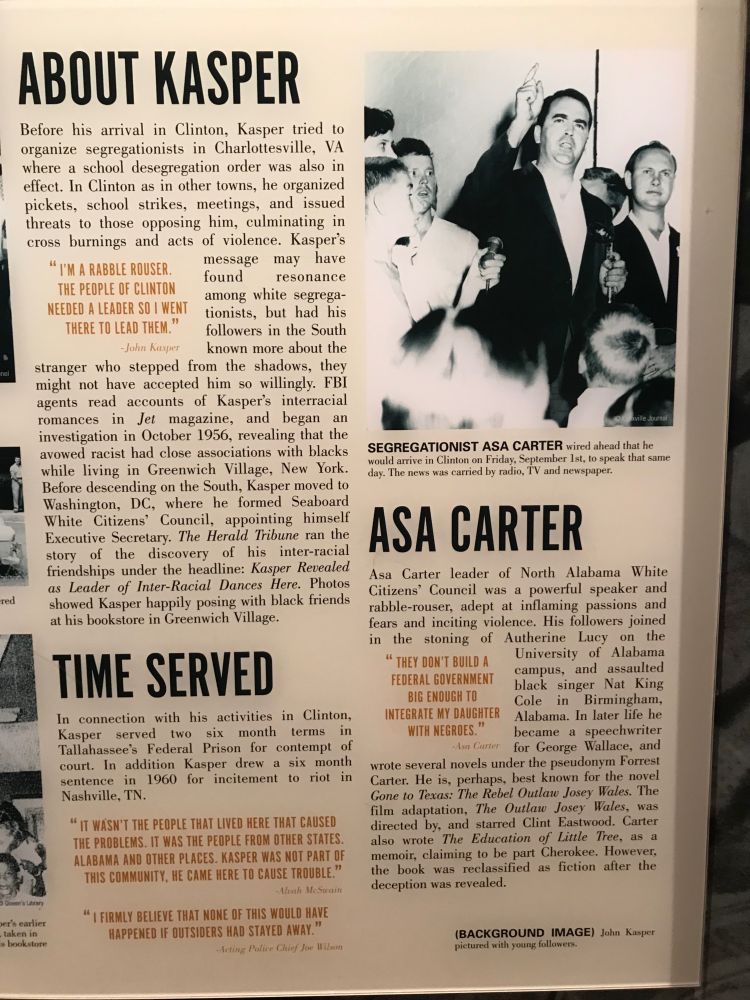 ABOUT KASPER
Before his arrival in Clinton, Kasper tried to
organize segregationists in Charlottesville, VA
where a school desegregation order was also in
effect. In Clinton as in other towns, he organized
pickets, school strikes, meetings, and issued
threats to those opposing him, culminating in
cross burnings and acts of violence. Kasper's
message may have
found resonance
among white segrega-
tionists, but had his
followers in the South
known more about the
stranger who stepped from the shadows, they
might not have accepted him so willingly. FBI
agents read accounts of Kasper's interracial
romances in Jet magazine, and began an
investigation in October 1956, revealing that the
avowed racist had close associations with blacks
while living in Greenwich Village, New York.
Before descending on the South, Kasper moved to
Washington, DC, where he formed Seaboard
White Citizens' Council, appointing himself
Executive Secretary. The Herald Tribune ran the
story of the discovery of his inter-racial
friendships under the headline: Kasper Revealed
as Leader of Inter-Racial Dances Here. Photos
showed Kasper happily posing with black friends
at his bookstore in Greenwich Village.
"I'M A RABBLE ROUSER.
THE PEOPLE OF CLINTON
NEEDED A LEADER SO I WENT
THERE TO LEAD THEM."
-John Kasper
TIME SERVED
In connection with his activities in Clinton,
Kasper served two six month terms in
Tallahassee's Federal Prison for contempt of
court. In addition Kasper drew a six month
sentence in 1960 for incitement to riot in
Nashville, TN.
"IT WASN'T THE PEOPLE THAT LIVED HERE THAT CAUSED
THE PROBLEMS. IT WAS THE PEOPLE FROM OTHER STATES.
ALABAMA AND OTHER PLACES. KASPER WAS NOT PART OF
THIS COMMUNITY, HE CAME HERE TO CAUSE TROUBLE."
-Alvah McSwain
"I FIRMLY BELIEVE THAT NONE OF THIS WOULD HAVE
HAPPENED IF OUTSIDERS HAD STAYED AWAY."
-Acting Police Chief Joe Wilson
Journal
SEGREGATIONIST ASA CARTER wired ahead that he
would arrive in Clinton on Friday, September 1st, to speak that same
day. The news was carried by radio, TV and newspaper.
ASA CARTER
Asa Carter leader of North Alabama White
Citizens' Council was a powerful speaker and
rabble-rouser, adept at inflaming passions and
fears and inciting violence. His followers joined
in the stoning of Autherine Lucy on the
University of Alabama
campus, and assaulted
black singer Nat King
Cole in Birmingham,
Alabama. In later life he
became a speechwriter
for George Wallace, and
wrote several novels under the pseudonym Forrest
Carter. He is, perhaps, best known for the novel
Gone to Texas: The Rebel Outlaw Josey Wales. The
film adaptation, The Outlaw Josey Wales, was
directed by, and starred Clint Eastwood. Carter
also wrote The Education of Little Tree, as a
memoir, claiming to be part Cherokee. However,
the book was reclassified as fiction after the
deception was revealed.
"THEY DON'T BUILD A
FEDERAL GOVERNMENT
BIG ENOUGH TO
INTEGRATE MY DAUGHTER
WITH NEGROES."
-Asa Carter
(BACKGROUND IMAGE) John Kasper
pictured with young followers.
Library
earlier
taken in
bookstore